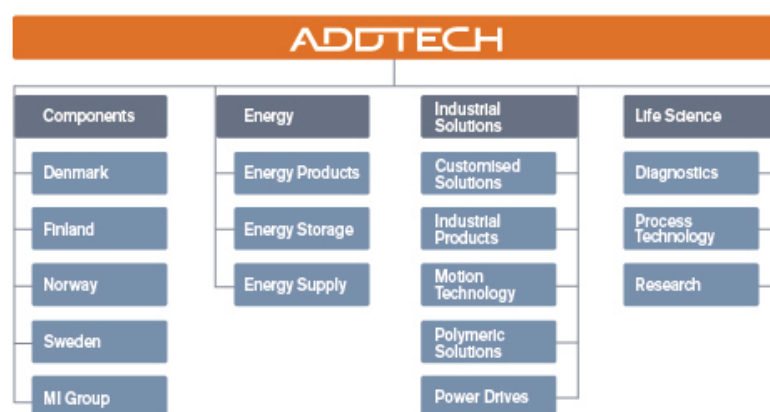 ADDTECH
Components
Denmark
Finland
Norway
Sweden
MI Group
Energy
Energy Products
Energy Storage
Energy Supply
Industrial
Solutions
Customised
Solutions
Industrial
Products
Motion
Technology
Polymeric
Solutions
Power Drives
Life Science
Diagnostics
Process
Technology
Research